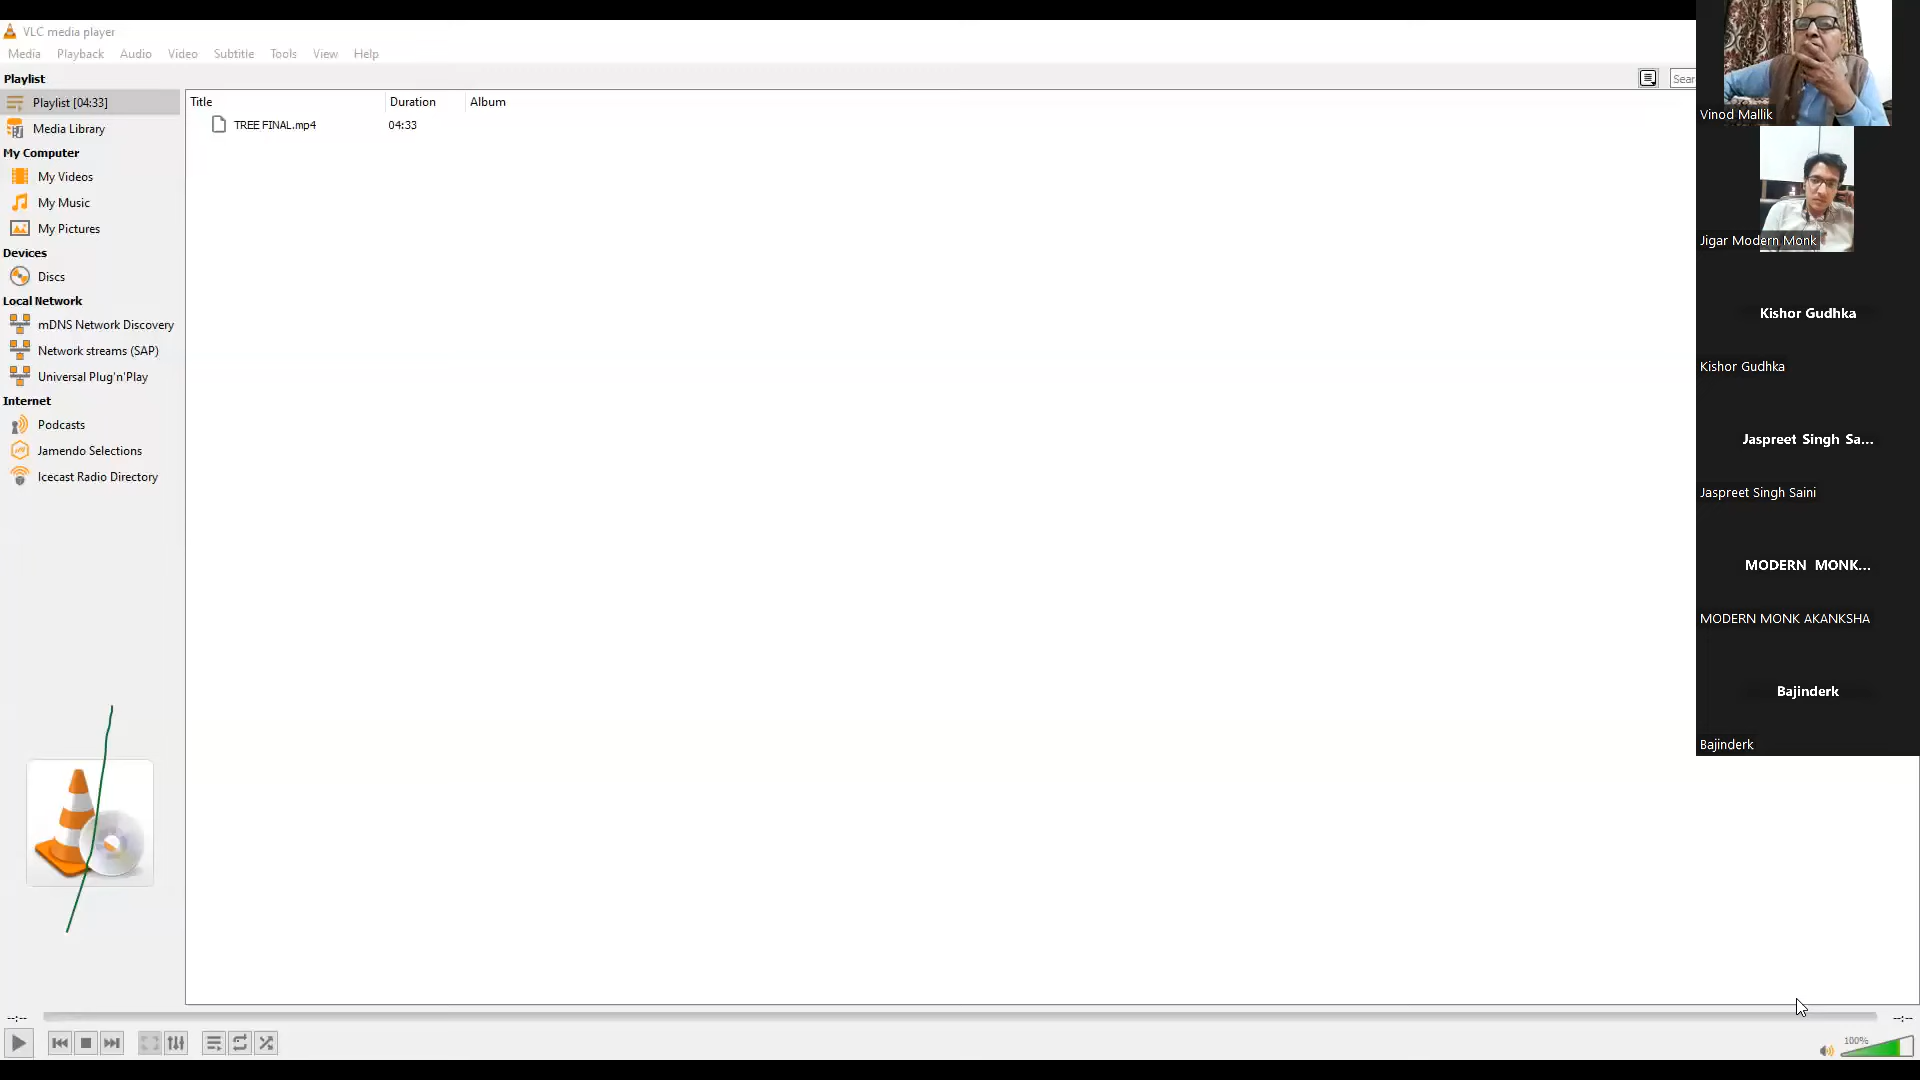 VLC media player
Media Playback Audio Video Subtitle Tools View Help
Playlist
Playlist [04:33]
Media Library
My Computer
My Videos
My Music
My Pictures
Devices
Discs
Local Network
mDNS Network Discovery
Network streams (SAP)
Universal Plug'n'Play
Internet
Podcasts
Jamendo Selections
Icecast Radio Directory
Sear
Title Duration Album
TREE FINAL.mp4 04:33
Vinod Mallik
Jigar Modern Monk
Kishor Gudhka
Kishor Gudhka
Jaspreet Singh Sa...
Jaspreet Singh Saini
MODERN MONK...
MODERN MONK AKANKSHA
Bajinderk
Bajinderk
--:-- --:--
100%